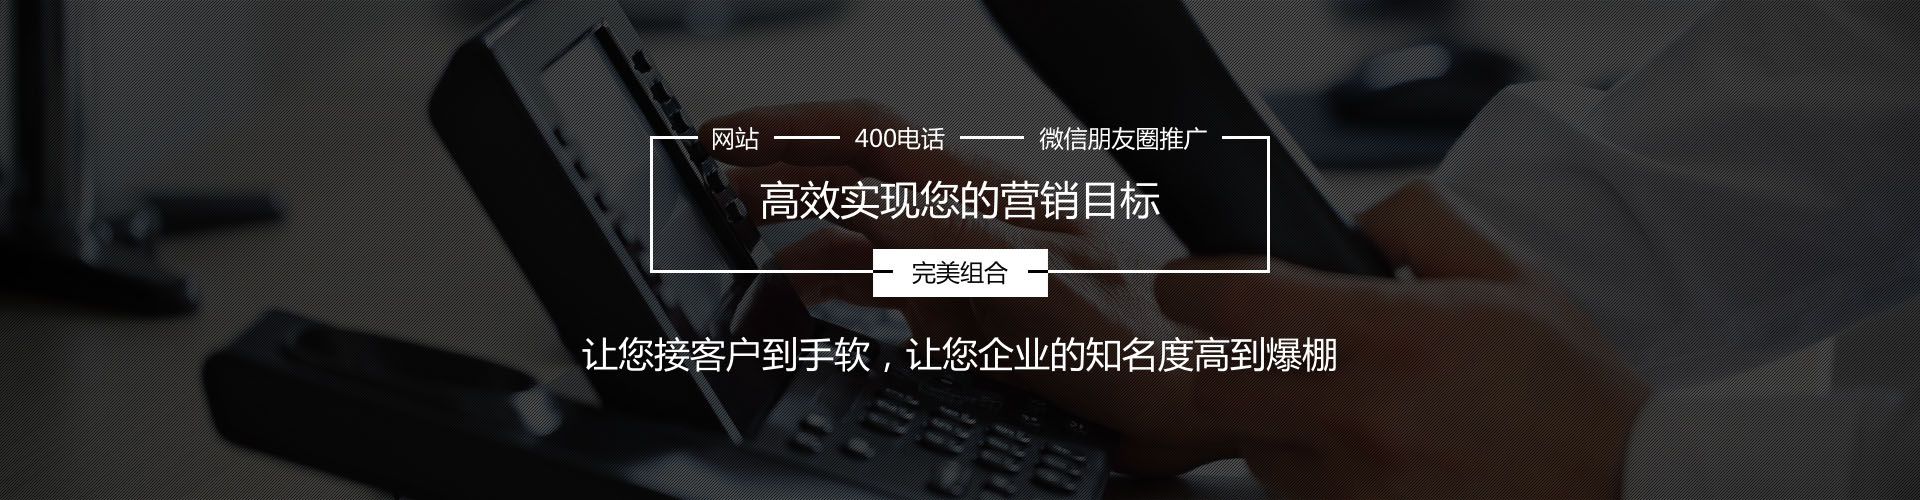 网站 400电话 微信朋友圈推广
高效实现您的营销目标
完美组合
让您接客户到手软，让您企业的知名度高到爆棚